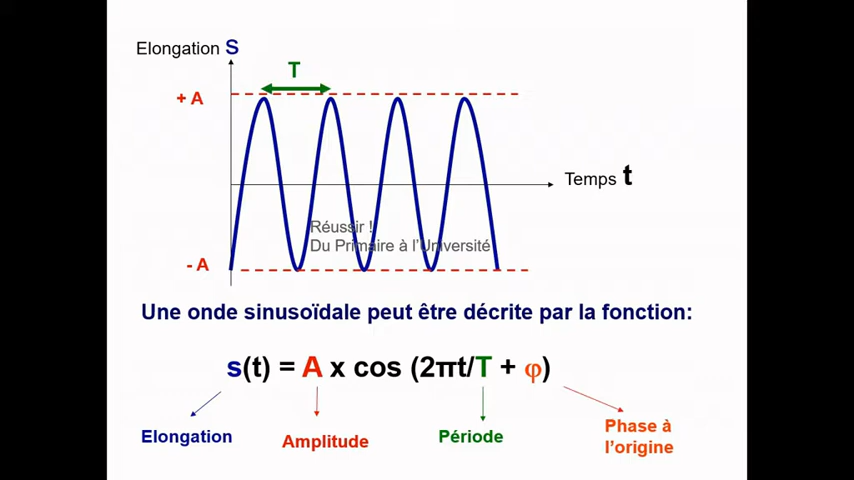 Elongation S
T
+ A
Temps t
Réussir !
Du Primaire à l'Université
- A
Une onde sinusoïdale peut être décrite par la fonction:
s(t) = A x cos (2πt/T + φ)
Elongation
Amplitude
Période
Phase à
l'origine